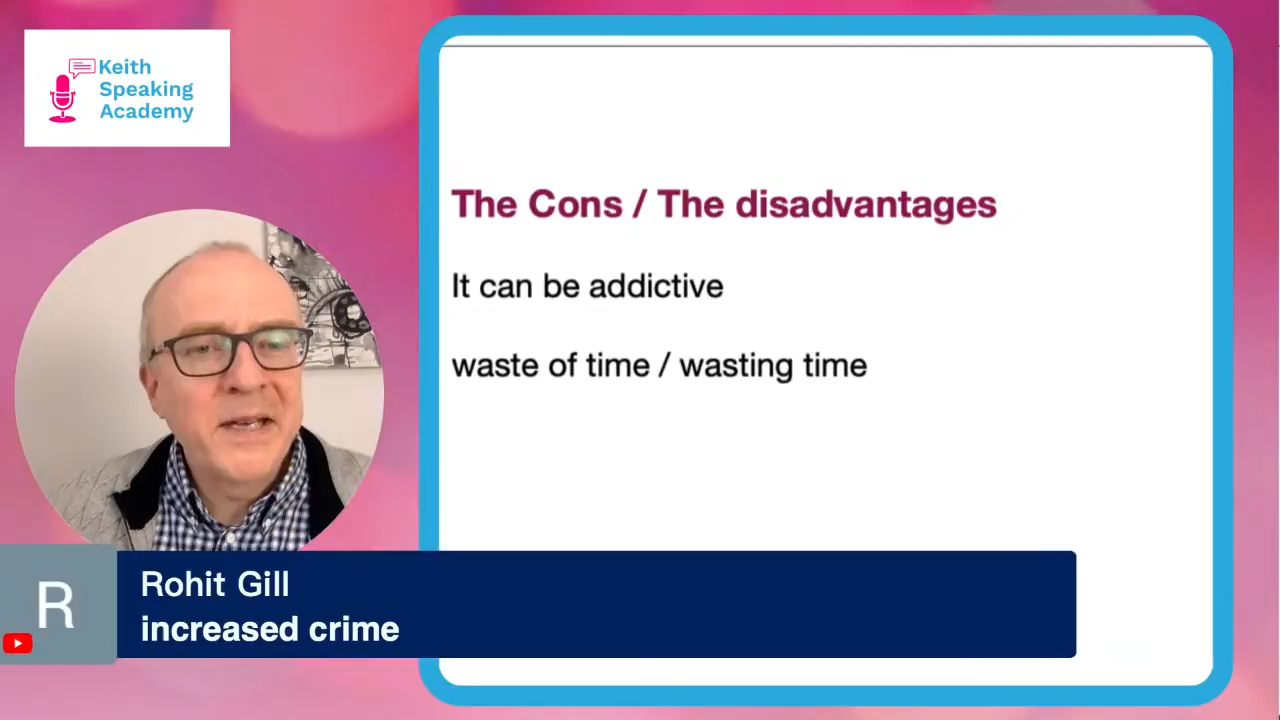 Keith
Speaking
Academy
The Cons / The disadvantages
It can be addictive
waste of time / wasting time
R
Rohit Gill
increased crime